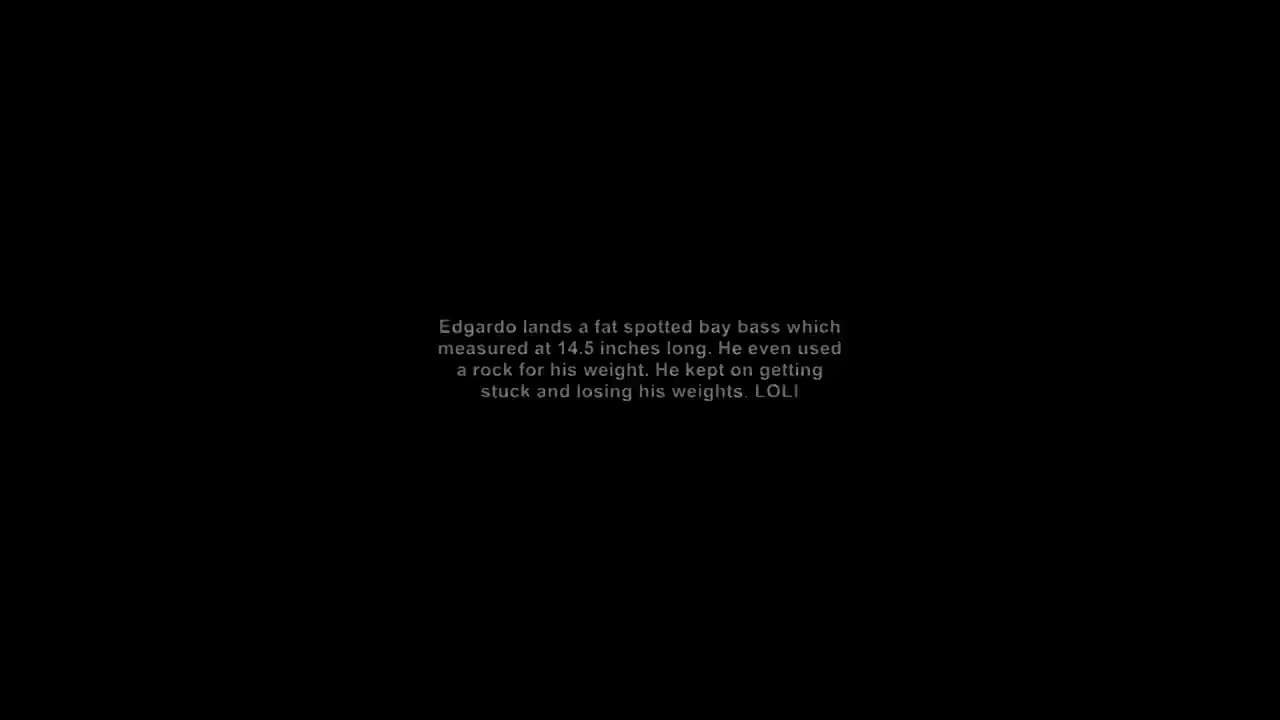 Edgardo lands a fat spotted bay bass which
measured at 14.5 inches long. He even used
a rock for his weight. He kept on getting
stuck and losing his weights. LOL!